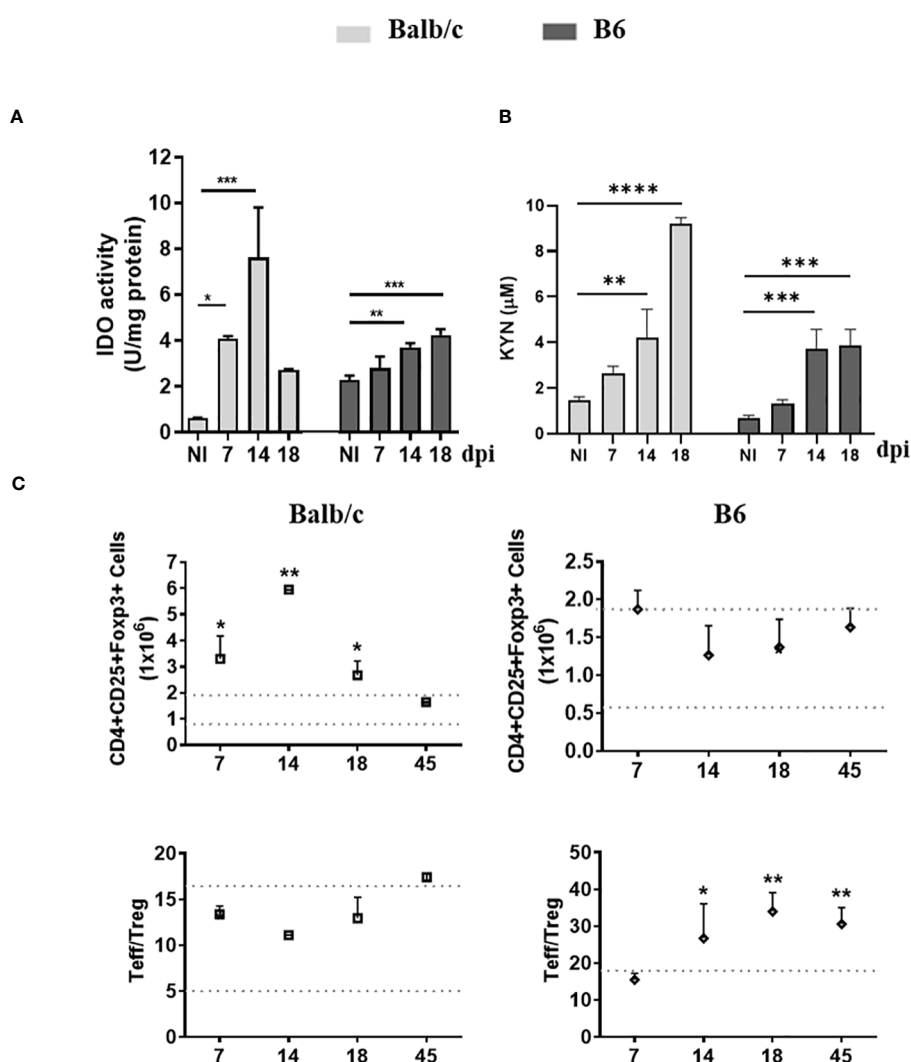 Balb/c B6
A
B
IDO activity
(U/mg protein)
12
10
8
6
4
2
0
***
*
***
**
NI 7 14 18 NI 7 14 18 dpi
KYN (μM)
10
8
6
4
2
0
****
**
***
***
NI 7 14 18 NI 7 14 18 dpi
C
Balb/c
CD4+CD25+Foxp3+ Cells
(1x10⁶)
7
6
5
4
3
2
1
0
*
**
*
7 14 18 45
B6
CD4+CD25+Foxp3+ Cells
(1x10⁶)
2.5
2.0
1.5
1.0
0.5
0.0
*
7 14 18 45
Teff/Treg
20
15
10
5
0
7 14 18 45
Teff/Treg
50
40
30
20
10
0
*
**
**
7 14 18 45